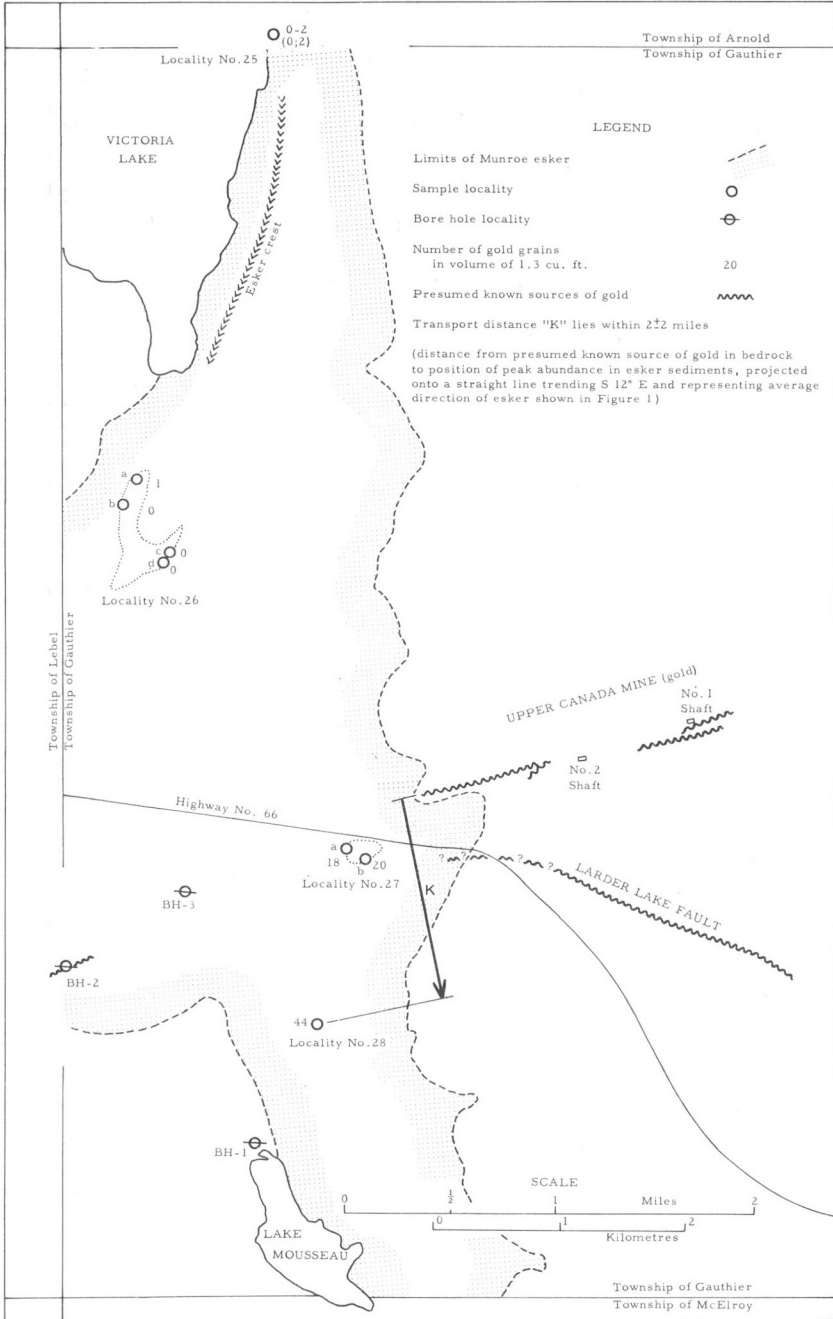 0-2
(0;2)
Locality No.25
Township of Arnold
Township of Gauthier
VICTORIA
LAKE
Esker crest
LEGEND
Limits of Munroe esker
Sample locality
Bore hole locality
Number of gold grains
in volume of 1.3 cu. ft.
20
Presumed known sources of gold
Transport distance "K" lies within 2±2 miles
(distance from presumed known source of gold in bedrock
to position of peak abundance in esker sediments, projected
onto a straight line trending S 12° E and representing average
direction of esker shown in Figure 1)
a
1
b
0
c
0
d
0
Locality No.26
Township of Lebel
Township of Gauthier
UPPER CANADA MINE (gold)
No.1
Shaft
No.2
Shaft
Highway No. 66
a
18
b
20
Locality No.27
? ? ? ?
LARDER LAKE FAULT
K
BH-3
BH-2
44
Locality No.28
BH-1
LAKE
MOUSSEAU
SCALE
0 ½ 1 Miles 2
0 1 2
Kilometres
Township of Gauthier
Township of McElroy